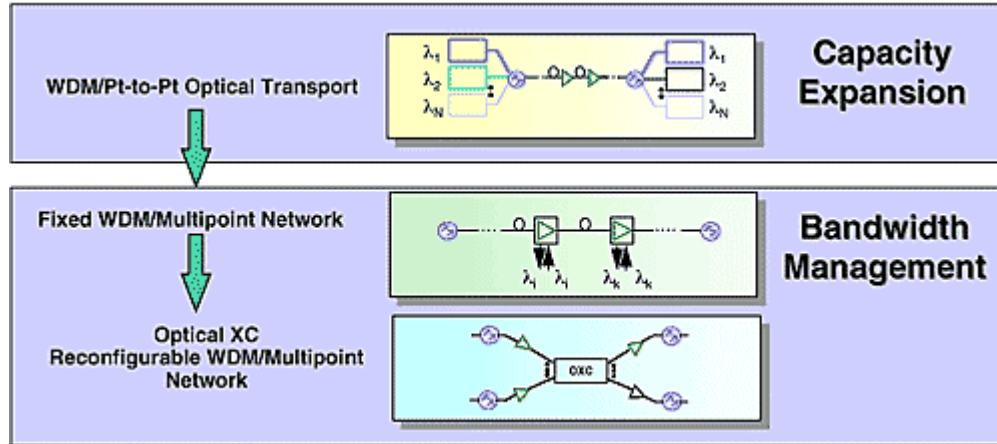 WDM/Pt-to-Pt Optical Transport
λ1
λ2
λN
λ1
λ2
λN
Capacity
Expansion
Fixed WDM/Multipoint Network
λi λi
λk λk
Bandwidth
Management
Optical XC
Reconfigurable WDM/Multipoint
Network
OXC